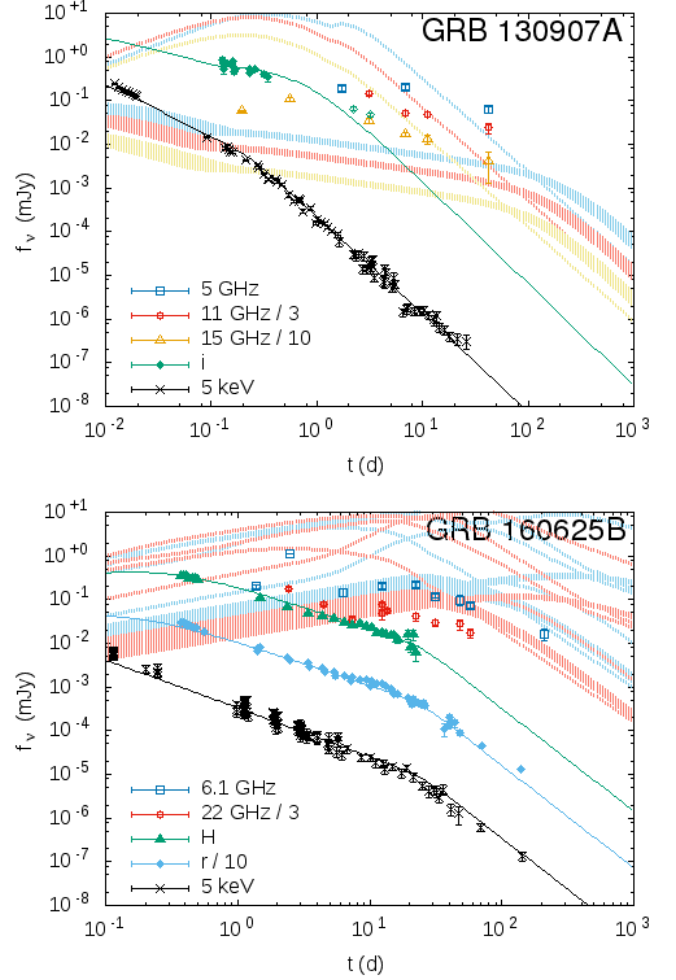 GRB 130907A
10^+1
10^0
10^-1
10^-2
10^-3
10^-4
10^-5
10^-6
10^-7
10^-8
f_ν (mJy)
5 GHz
11 GHz / 3
15 GHz / 10
i
5 keV
10^-2 10^-1 10^0 10^1 10^2 10^3
t (d)
GRB 160625B
10^+1
10^0
10^-1
10^-2
10^-3
10^-4
10^-5
10^-6
10^-7
10^-8
f_ν (mJy)
6.1 GHz
22 GHz / 3
H
r / 10
5 keV
10^-1 10^0 10^1 10^2 10^3
t (d)